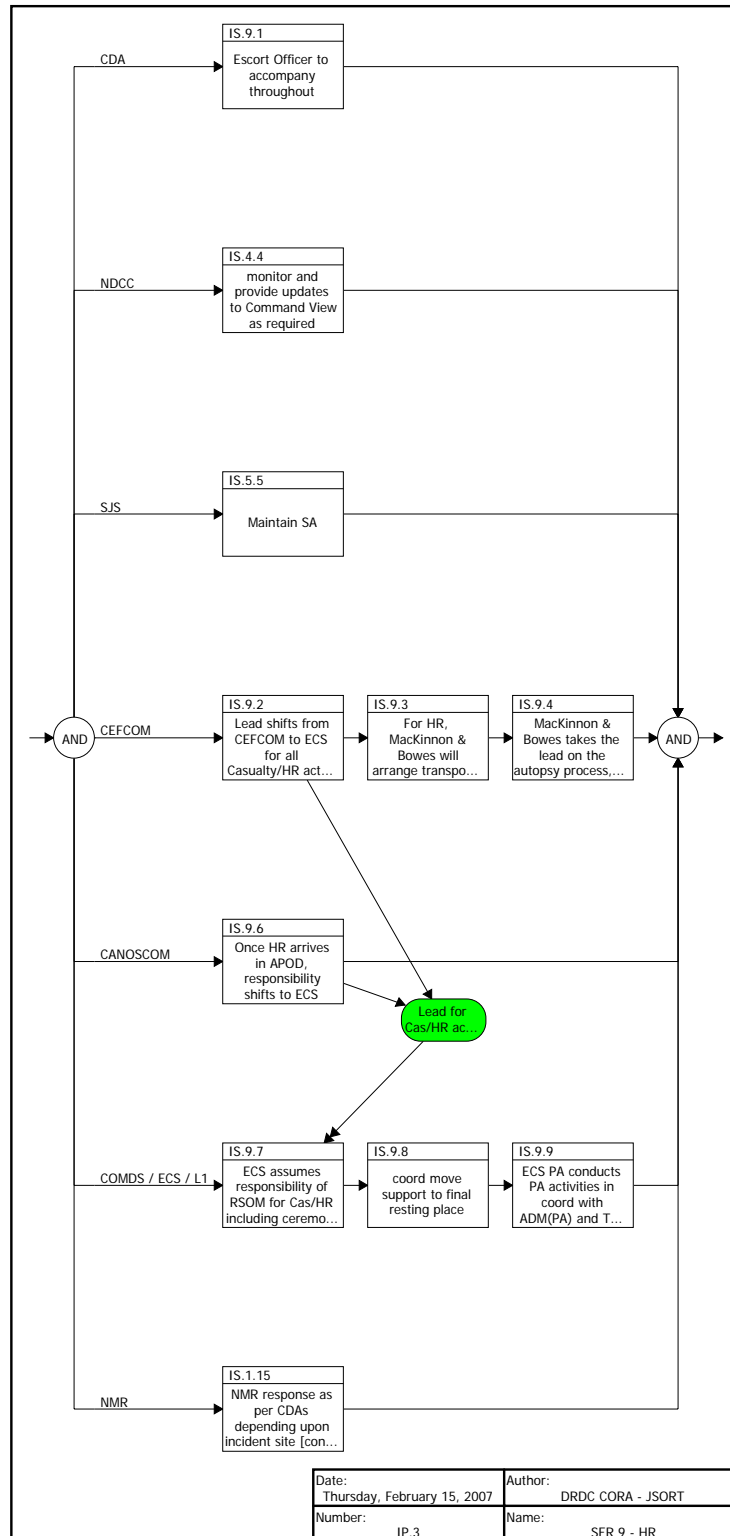 IS.9.1
CDA
Escort Officer to
accompany
throughout
IS.4.4
NDCC
monitor and
provide updates
to Command View
as required
IS.5.5
SJS
Maintain SA
AND
CEFCOM
IS.9.2
Lead shifts from
CEFCOM to ECS
for all
Casualty/HR act...
IS.9.3
For HR,
MacKinnon &
Bowes will
arrange transpo...
IS.9.4
MacKinnon &
Bowes takes the
lead on the
autopsy process,...
AND
IS.9.6
CANOSCOM
Once HR arrives
in APOD,
responsibility
shifts to ECS
Lead for
Cas/HR ac...
COMDS / ECS / L1
IS.9.7
ECS assumes
responsibility of
RSOM for Cas/HR
including ceremo...
IS.9.8
coord move
support to final
resting place
IS.9.9
ECS PA conducts
PA activities in
coord with
ADM(PA) and T...
IS.1.15
NMR
NMR response as
per CDAs
depending upon
incident site [con...
Date:
Thursday, February 15, 2007
Author:
DRDC CORA - JSORT
Number:
IP.3
Name:
SER 9 - HR